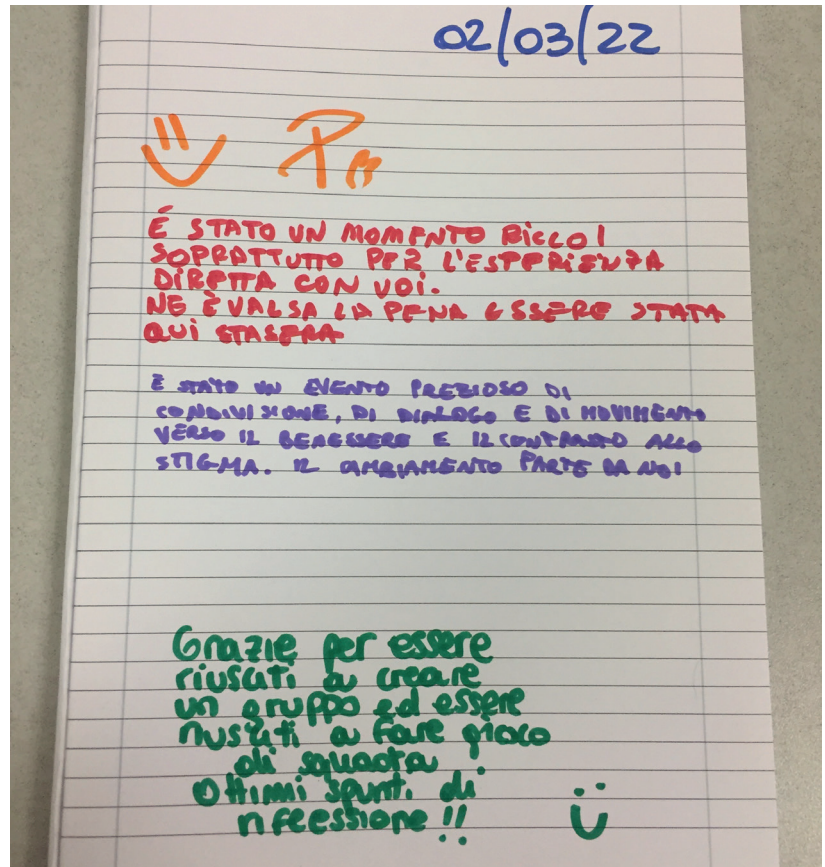 02/03/22
È STATO UN MOMENTO RICCO!
SOPRATTUTTO PER L'ESPERIENZA
DIRETTA CON VOI.
NE È VALSA LA PENA ESSERE STATA
QUI STASERA
È STATO UN EVENTO PREZIOSO DI
CONDIVISIONE, DI DIALOGO E DI MOVIMENTO
VERSO IL BENESSERE E IL CONTRASTO ALLO
STIGMA. IL CAMBIAMENTO PARTE DA NOI
Grazie per essere
riusciti a creare
un gruppo ed essere
riusciti a fare gioco
di squadra
Ottimi spunti di
riflessione!!